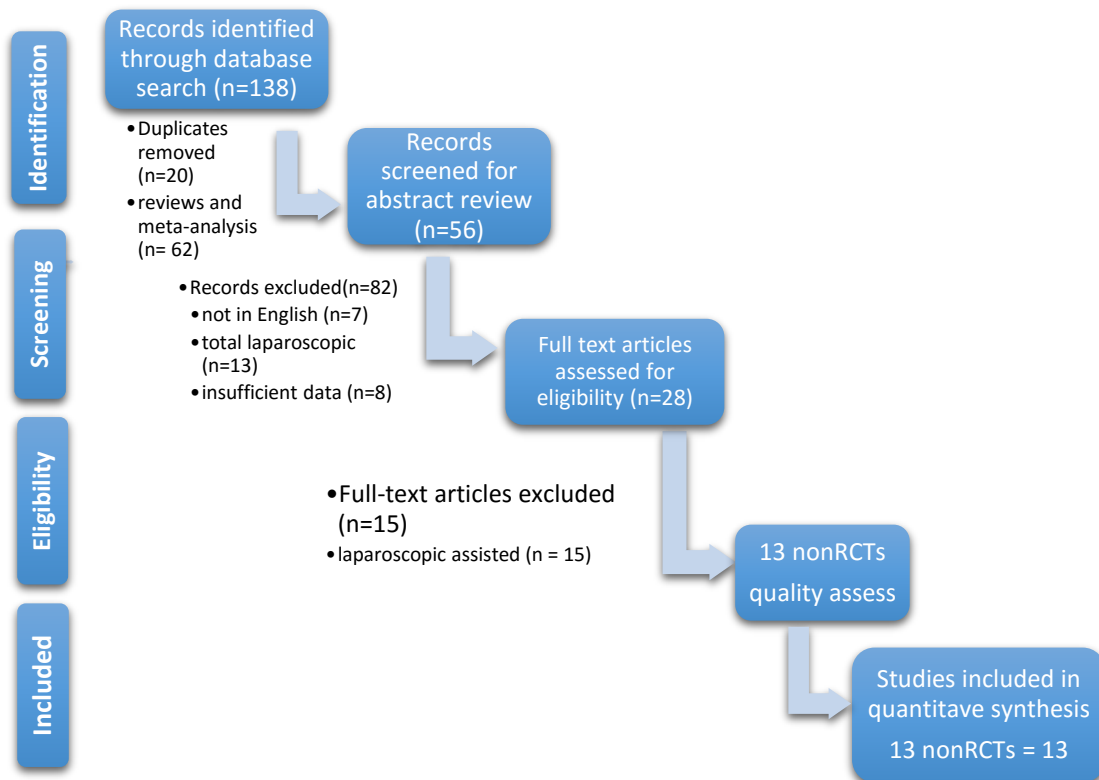 Identification
Screening
Eligibility
Included
Records identified
through database
search (n=138)
•Duplicates
removed
(n=20)
•reviews and
meta-analysis
(n= 62)
Records
screened for
abstract review
(n=56)
•Records excluded(n=82)
•not in English (n=7)
•total laparoscopic
(n=13)
•insufficient data (n=8)
Full text articles
assessed for
eligibility (n=28)
•Full-text articles excluded
(n=15)
•laparoscopic assisted (n = 15)
13 nonRCTs
quality assess
Studies included in
quantitave synthesis
13 nonRCTs = 13